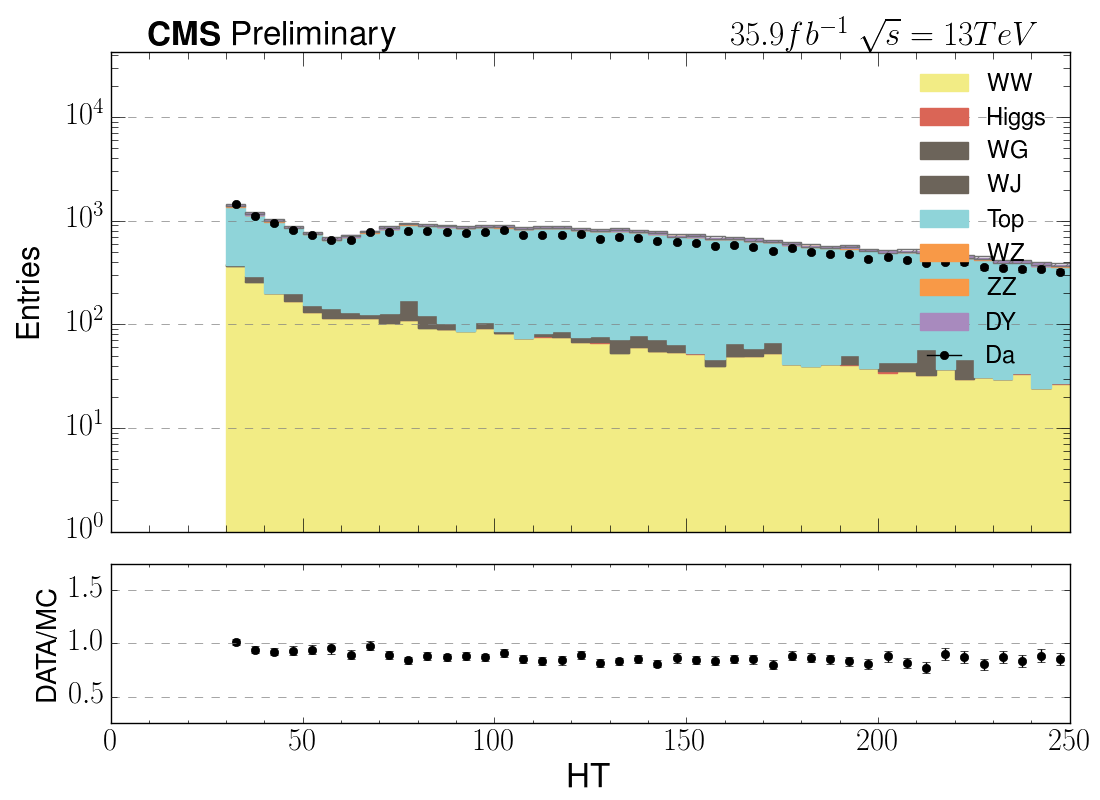 CMS Preliminary 35.9fb⁻¹ √s = 13TeV
Entries
10⁴
10³
10²
10¹
10⁰
WW
Higgs
WG
WJ
Top
WZ
ZZ
DY
Da
DATA/MC
1.5
1.0
0.5
0 50 100 150 200 250
HT